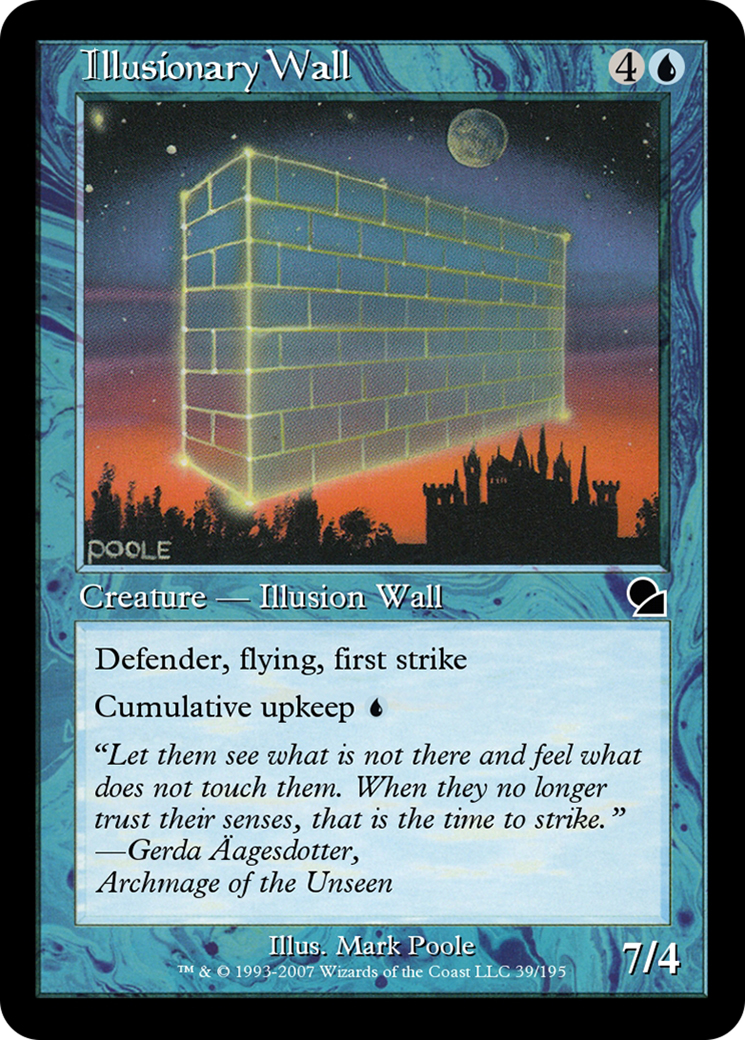 Illusionary Wall 4
POOLE
Creature — Illusion Wall
Defender, flying, first strike
Cumulative upkeep
“Let them see what is not there and feel what
does not touch them. When they no longer
trust their senses, that is the time to strike.”
—Gerda Äagesdotter,
Archmage of the Unseen
Illus. Mark Poole
™ & © 1993-2007 Wizards of the Coast LLC 39/195
7/4